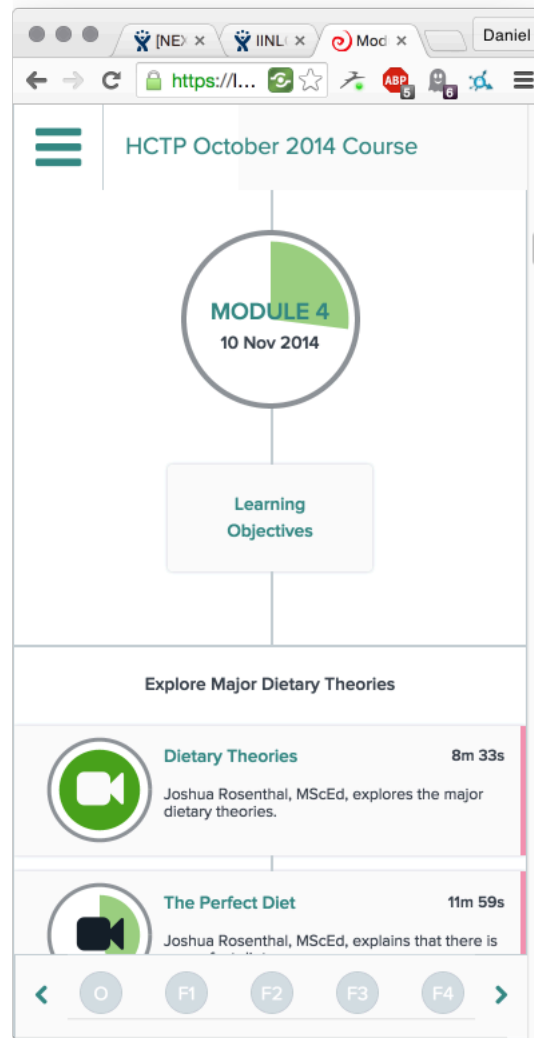 [NEX
IINL
Mod
Daniel
https://l...
ABP
5
6
HCTP October 2014 Course
MODULE 4
10 Nov 2014
Learning
Objectives
Explore Major Dietary Theories
Dietary Theories 8m 33s
Joshua Rosenthal, MScEd, explores the major
dietary theories.
The Perfect Diet 11m 59s
Joshua Rosenthal, MScEd, explains that there is
O F1 F2 F3 F4